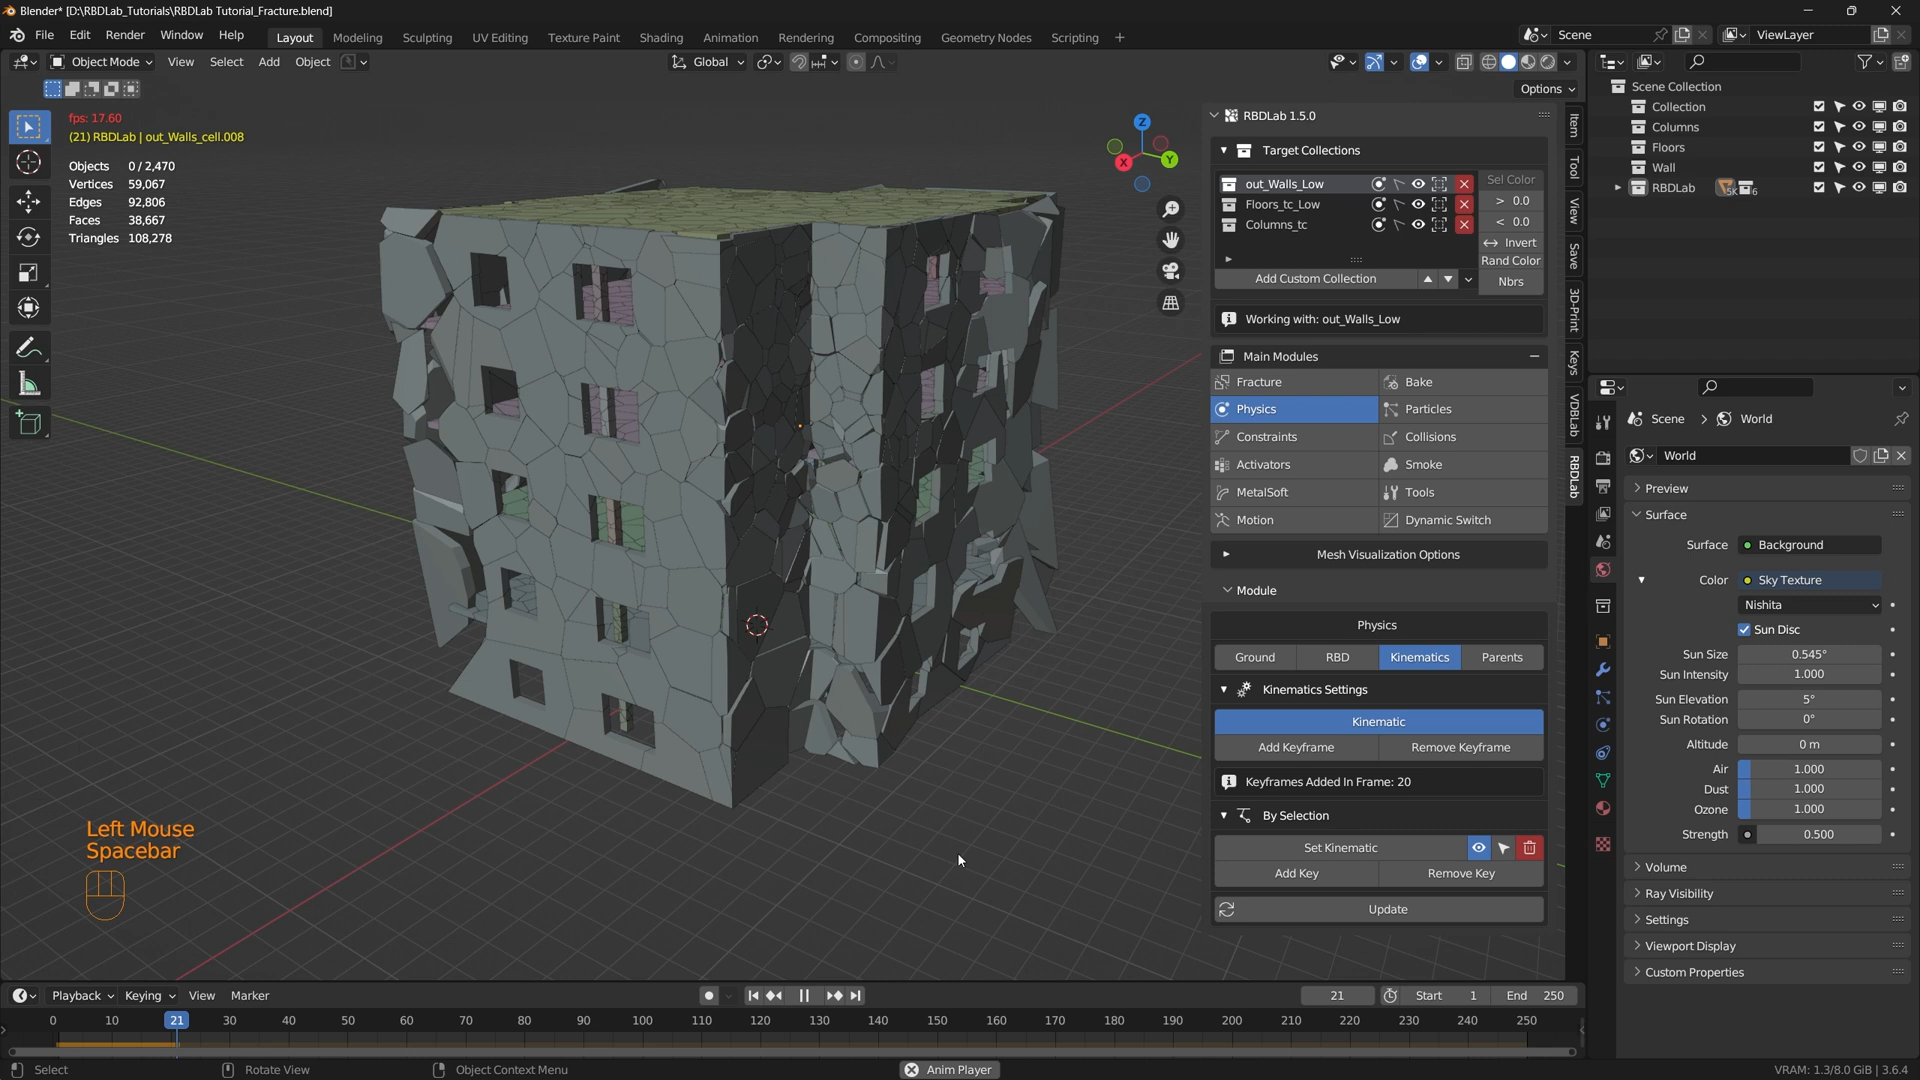 Blender* [D:\RBDLab_Tutorials\RBDLab Tutorial_Fracture.blend]
File Edit Render Window Help Layout Modeling Sculpting UV Editing Texture Paint Shading Animation Rendering Compositing Geometry Nodes Scripting + Scene ViewLayer
Object Mode View Select Add Object Global
Options
fps: 17.60
(21) RBDLab | out_Walls_cell.008
Objects 0 / 2,470
Vertices 59,067
Edges 92,806
Faces 38,667
Triangles 108,278
Z
X
Y
RBDLab 1.5.0
Target Collections
out_Walls_Low
Floors_tc_Low
Columns_tc
Sel Color
> 0.0
< 0.0
Invert
Rand Color
Nbrs
Add Custom Collection
Working with: out_Walls_Low
Main Modules
Fracture Bake
Physics Particles
Constraints Collisions
Activators Smoke
MetalSoft Tools
Motion Dynamic Switch
Mesh Visualization Options
Module
Physics
Ground RBD Kinematics Parents
Kinematics Settings
Kinematic
Add Keyframe Remove Keyframe
Keyframes Added In Frame: 20
By Selection
Set Kinematic
Add Key Remove Key
Update
Item
Tool
View
Save
3D-Print
Keys
VDBLab
RBDLab
Scene Collection
Collection
Columns
Floors
Wall
RBDLab 5K 6
Scene > World
World
Preview
Surface
Surface Background
Color Sky Texture
Nishita
Sun Disc
Sun Size 0.545°
Sun Intensity 1.000
Sun Elevation 5°
Sun Rotation 0°
Altitude 0 m
Air 1.000
Dust 1.000
Ozone 1.000
Strength 0.500
Volume
Ray Visibility
Settings
Viewport Display
Custom Properties
Left Mouse
Spacebar
Playback Keying View Marker 21 Start 1 End 250
0 10 21 30 40 50 60 70 80 90 100 110 120 130 140 150 160 170 180 190 200 210 220 230 240 250
Select Rotate View Object Context Menu Anim Player VRAM: 1.3/8.0 GiB | 3.6.4